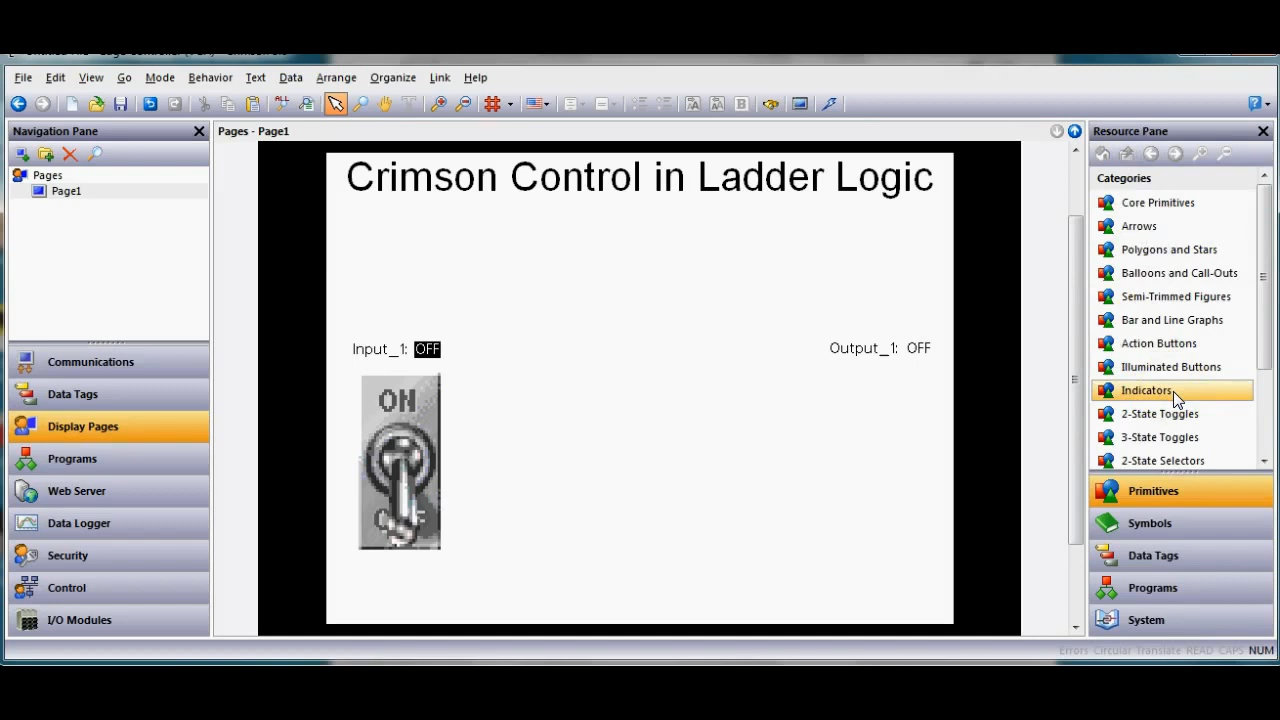 File Edit View Go Mode Behavior Text Data Arrange Organize Link Help
Navigation Pane
Pages
Page1
Communications
Data Tags
Display Pages
Programs
Web Server
Data Logger
Security
Control
I/O Modules
Pages - Page1
Crimson Control in Ladder Logic
Input_1: OFF
Output_1: OFF
ON
Resource Pane
Categories
Core Primitives
Arrows
Polygons and Stars
Balloons and Call-Outs
Semi-Trimmed Figures
Bar and Line Graphs
Action Buttons
Illuminated Buttons
Indicators
2-State Toggles
3-State Toggles
2-State Selectors
Primitives
Symbols
Data Tags
Programs
System
Errors Circular Translate READ CAPS NUM